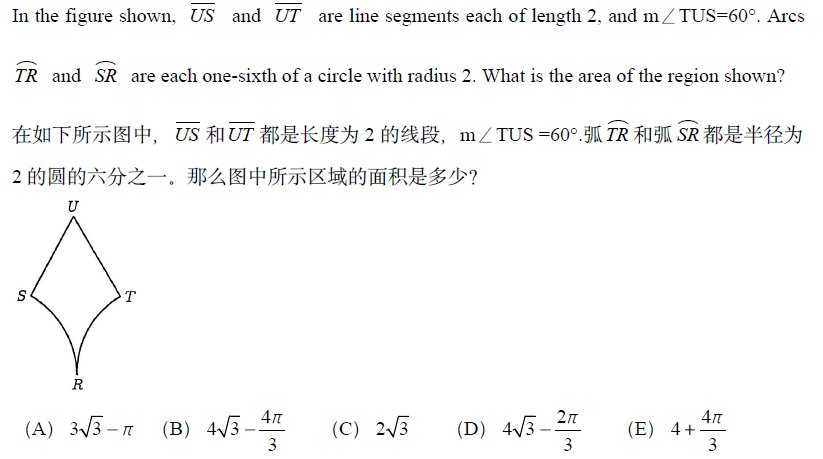 In the figure shown, US and UT are line segments each of length 2, and m∠TUS=60°. Arcs
TR and SR are each one-sixth of a circle with radius 2. What is the area of the region shown?
在如下所示图中，US 和 UT 都是长度为 2 的线段，m∠TUS =60°.弧 TR 和弧 SR 都是半径为
2 的圆的六分之一。那么图中所示区域的面积是多少?
U
S T
R
(A) 3√3 − π (B) 4√3 − 4π/3 (C) 2√3 (D) 4√3 − 2π/3 (E) 4 + 4π/3